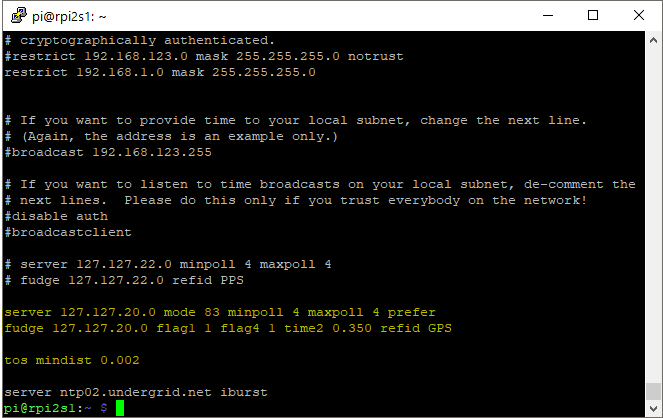 pi@rpi2s1: ~
# cryptographically authenticated.
#restrict 192.168.123.0 mask 255.255.255.0 notrust
restrict 192.168.1.0 mask 255.255.255.0
# If you want to provide time to your local subnet, change the next line.
# (Again, the address is an example only.)
#broadcast 192.168.123.255
# If you want to listen to time broadcasts on your local subnet, de-comment the
# next lines.  Please do this only if you trust everybody on the network!
#disable auth
#broadcastclient
# server 127.127.22.0 minpoll 4 maxpoll 4
# fudge 127.127.22.0 refid PPS
server 127.127.20.0 mode 83 minpoll 4 maxpoll 4 prefer
fudge 127.127.20.0 flag1 1 flag4 1 time2 0.350 refid GPS
tos mindist 0.002
server ntp02.undergrid.net iburst
pi@rpi2s1:~ $